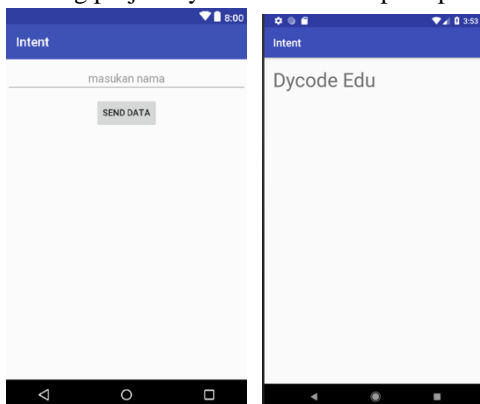 8:00
Intent
masukan nama
SEND DATA
3:53
Intent
Dycode Edu